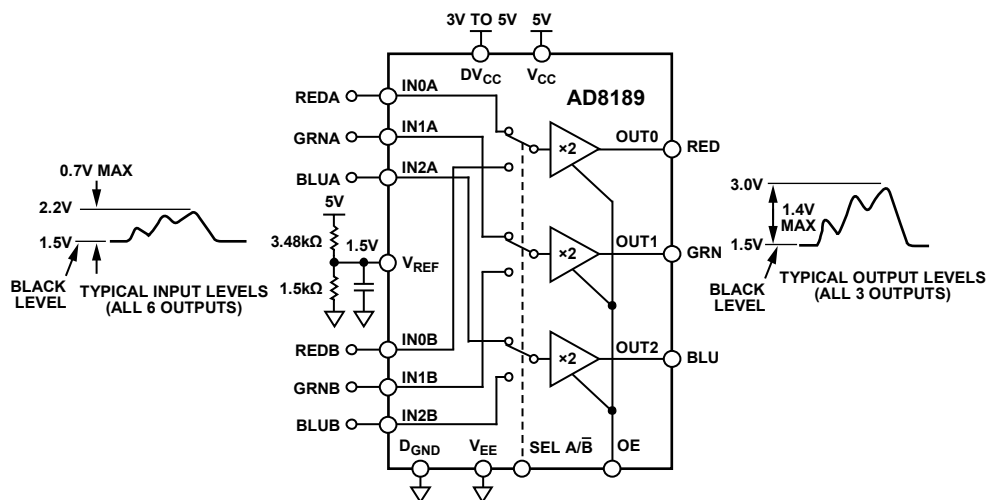 3V TO 5V
5V
DVCC
VCC
AD8189
REDA
IN0A
GRNA
IN1A
BLUA
IN2A
OUT0
RED
×2
0.7V MAX
2.2V
1.5V
BLACK
LEVEL
TYPICAL INPUT LEVELS
(ALL 6 OUTPUTS)
5V
3.48kΩ
1.5V
VREF
1.5kΩ
OUT1
GRN
×2
3.0V
1.4V
MAX
1.5V
BLACK
LEVEL
TYPICAL OUTPUT LEVELS
(ALL 3 OUTPUTS)
REDB
IN0B
GRNB
IN1B
BLUB
IN2B
OUT2
BLU
×2
DGND
VEE
SEL A/B̅
OE